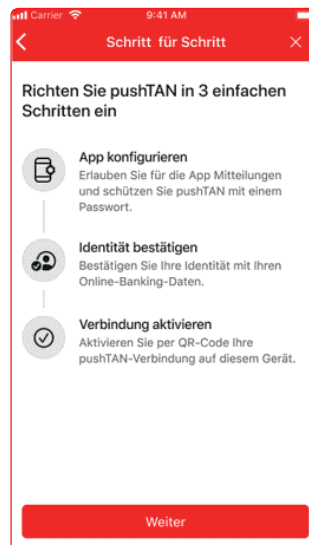 Carrier 9:41 AM
Schritt für Schritt
Richten Sie pushTAN in 3 einfachen
Schritten ein
App konfigurieren
Erlauben Sie für die App Mitteilungen
und schützen Sie pushTAN mit einem
Passwort.
Identität bestätigen
Bestätigen Sie Ihre Identität mit Ihren
Online-Banking-Daten.
Verbindung aktivieren
Aktivieren Sie per QR-Code Ihre
pushTAN-Verbindung auf diesem Gerät.
Weiter